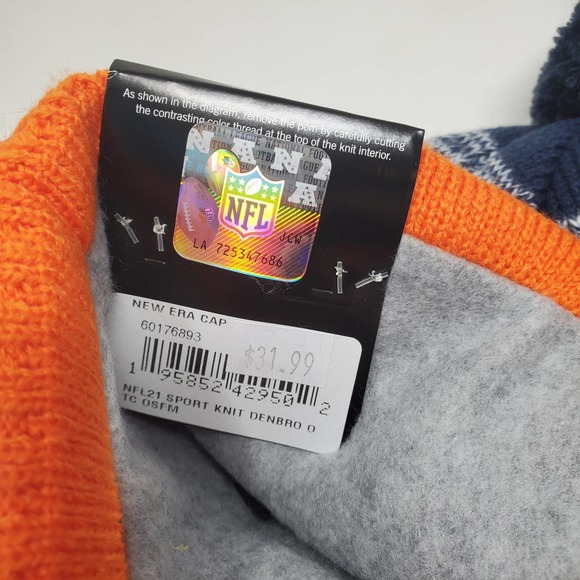 As shown in the diagram, remove the pom by carefully cutting
the contrasting color thread at the top of the knit interior.
NFL
JCW
LA 725347686
NEW ERA CAP
60176893
$31.99
1 95852 42950 2
NFL21 SPORT KNIT DENBRO O
TC OSFM